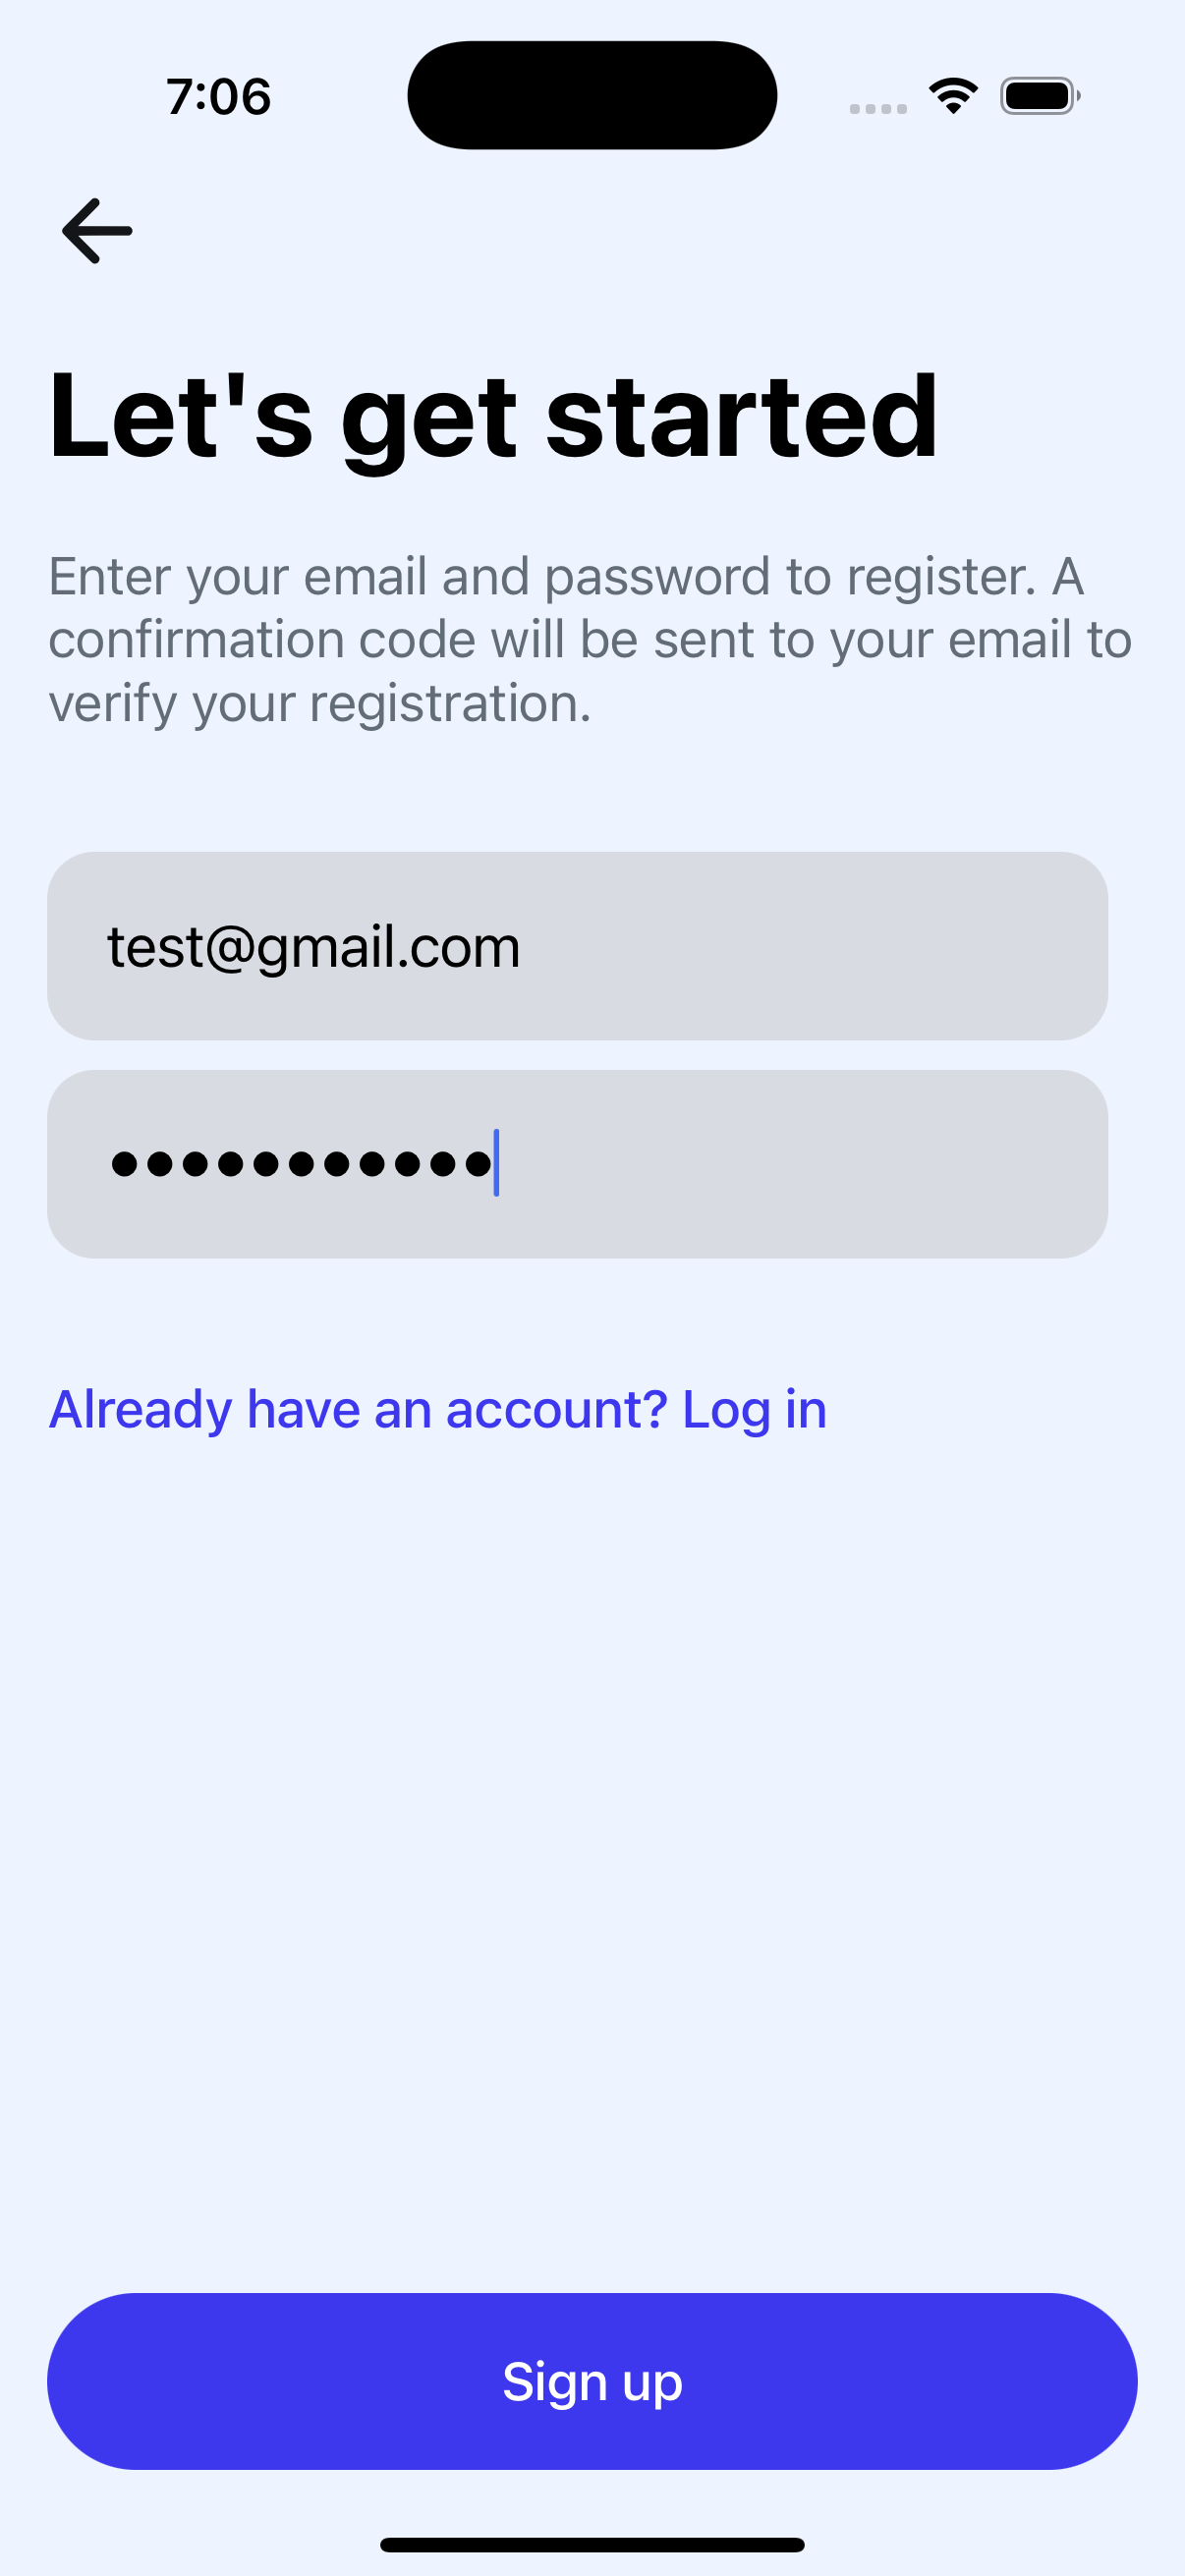 7:06
Let's get started
Enter your email and password to register. A
confirmation code will be sent to your email to
verify your registration.
test@gmail.com
•••••••••••
Already have an account? Log in
Sign up